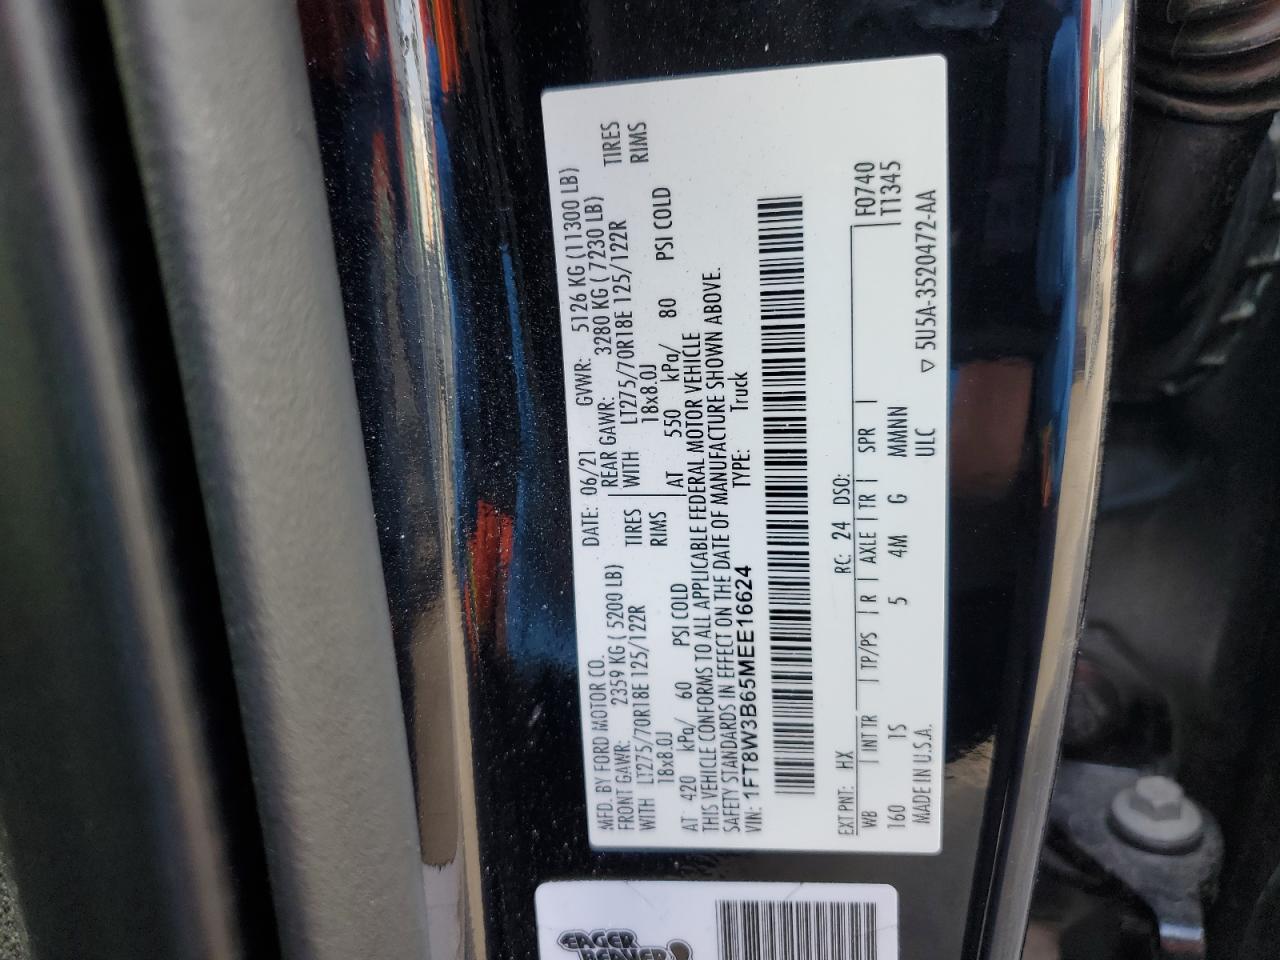 MFD. BY FORD MOTOR CO. DATE: 06/21 GVWR: 5126 KG (11300 LB)
FRONT GAWR: 2359 KG ( 5200 LB) REAR GAWR: 3280 KG ( 7230 LB)
WITH LT275/70R18E 125/122R TIRES WITH LT275/70R18E 125/122R TIRES
18x8.0J RIMS 18x8.0J RIMS
AT 420 kPa/ 60 PSI COLD AT 550 kPa/ 80 PSI COLD
THIS VEHICLE CONFORMS TO ALL APPLICABLE FEDERAL MOTOR VEHICLE
SAFETY STANDARDS IN EFFECT ON THE DATE OF MANUFACTURE SHOWN ABOVE.
VIN: 1FT8W3B65MEE16624 TYPE: Truck
EXT PNT: HX RC: 24 DSO: F0740
WB INT TR TP/PS R AXLE TR SPR T1345
160 1S 5 4M G MMNN
MADE IN U.S.A. ULC ▽ 5U5A-3520472-AA
EAGER
BEAVER